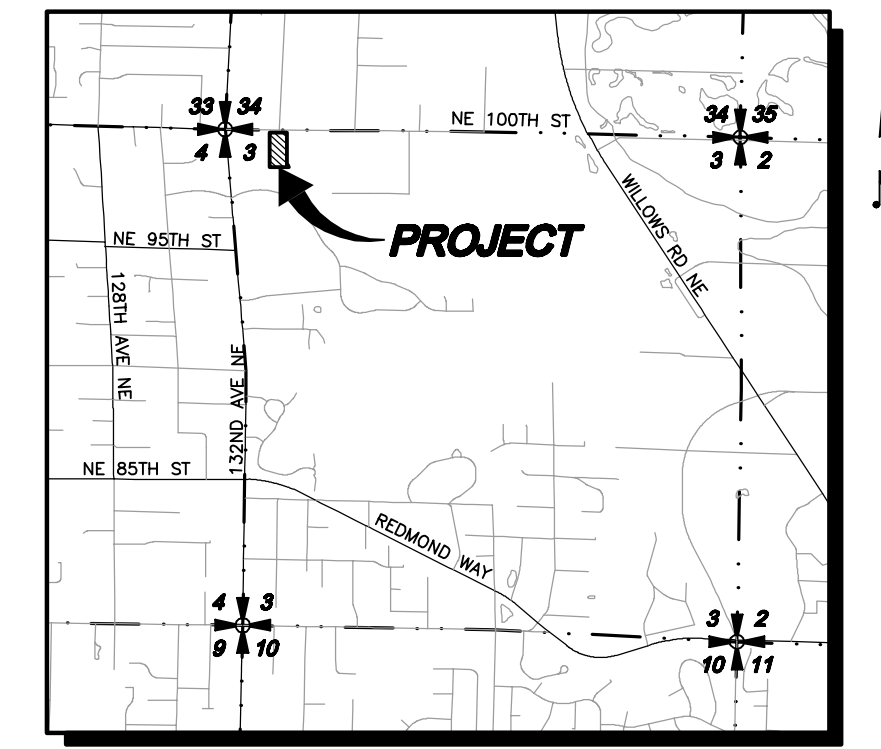 33 34
34 35
NE 100TH ST
4 3
3 2
WILLOWS RD NE
PROJECT
NE 95TH ST
128TH AVE NE
132ND AVE NE
NE 85TH ST
REDMOND WAY
4 3
3 2
9 10
10 11